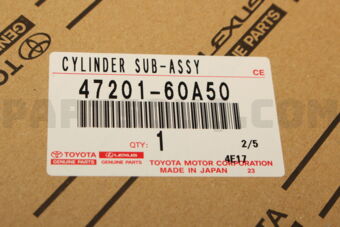 CYLINDER SUB-ASSY
CE
47201-60A50
QTY:
1
2/5
4E17
TOYOTA
GENUINE PARTS
LEXUS
GENUINE PARTS
TOYOTA MOTOR CORPORATION
MADE IN JAPAN 23